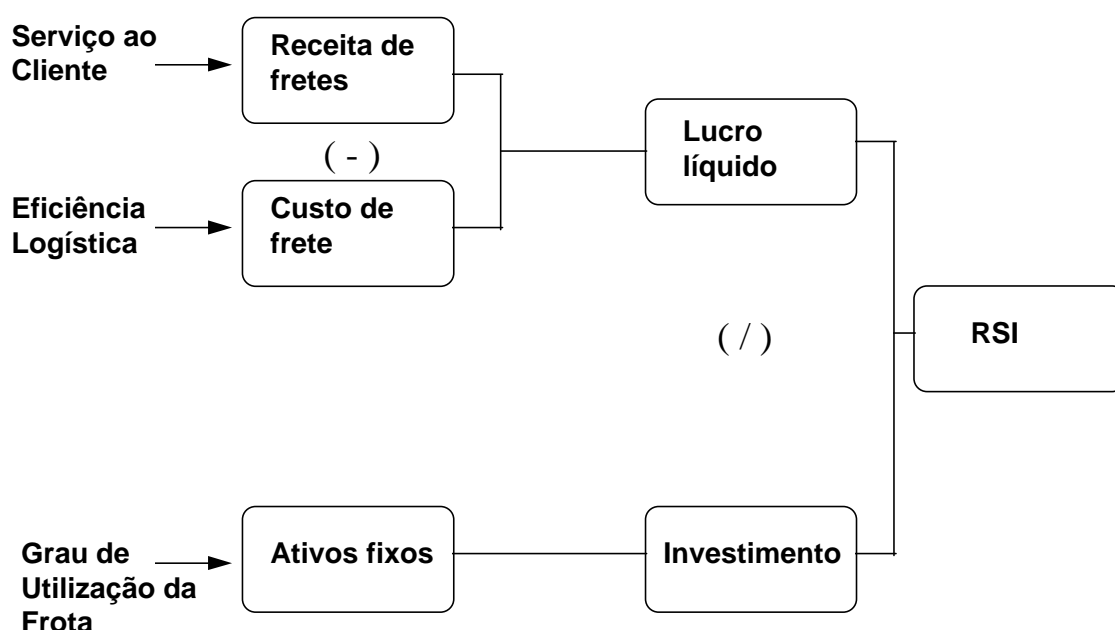 Serviço ao
Cliente
Receita de
fretes
( - )
Lucro
líquido
Eficiência
Logística
Custo de
frete
( / )
RSI
Grau de
Utilização da
Frota
Ativos fixos
Investimento